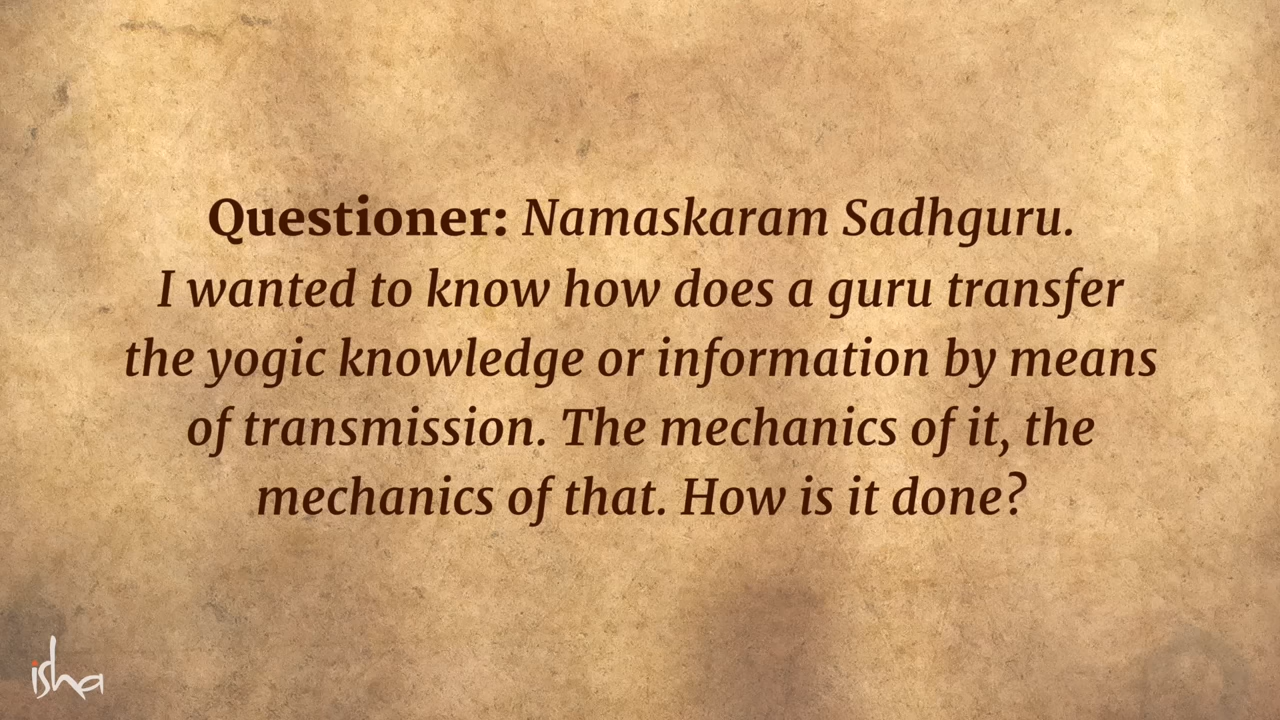 Questioner: Namaskaram Sadhguru.
I wanted to know how does a guru transfer
the yogic knowledge or information by means
of transmission. The mechanics of it, the
mechanics of that. How is it done?
isha